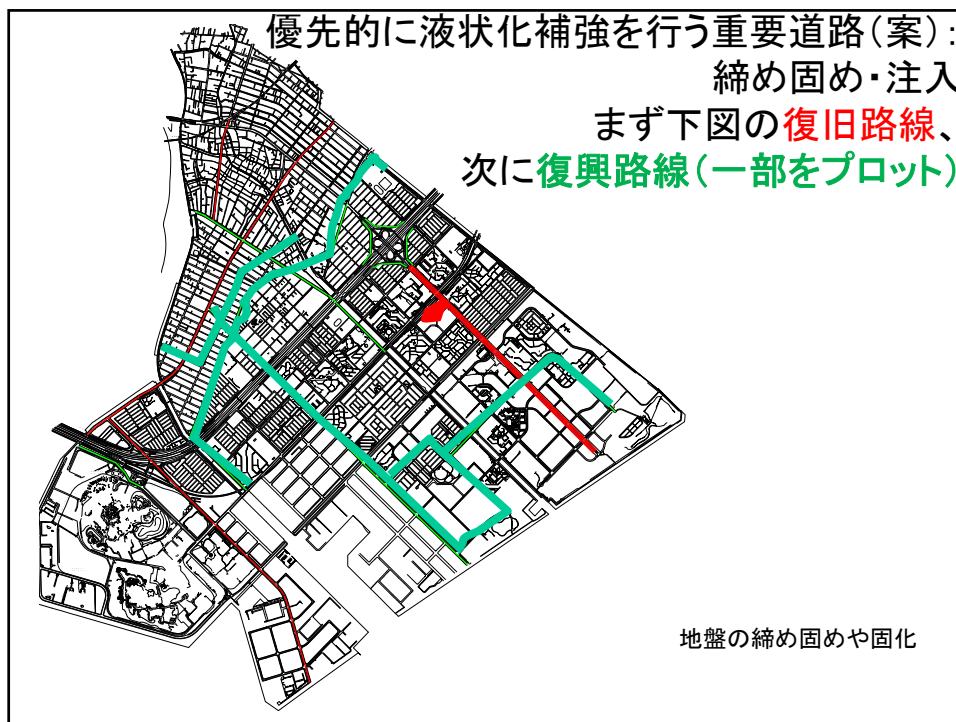 優先的に液状化補強を行う重要道路（案）：
締め固め・注入
まず下図の復旧路線、
次に復興路線（一部をプロット）
地盤の締め固めや固化